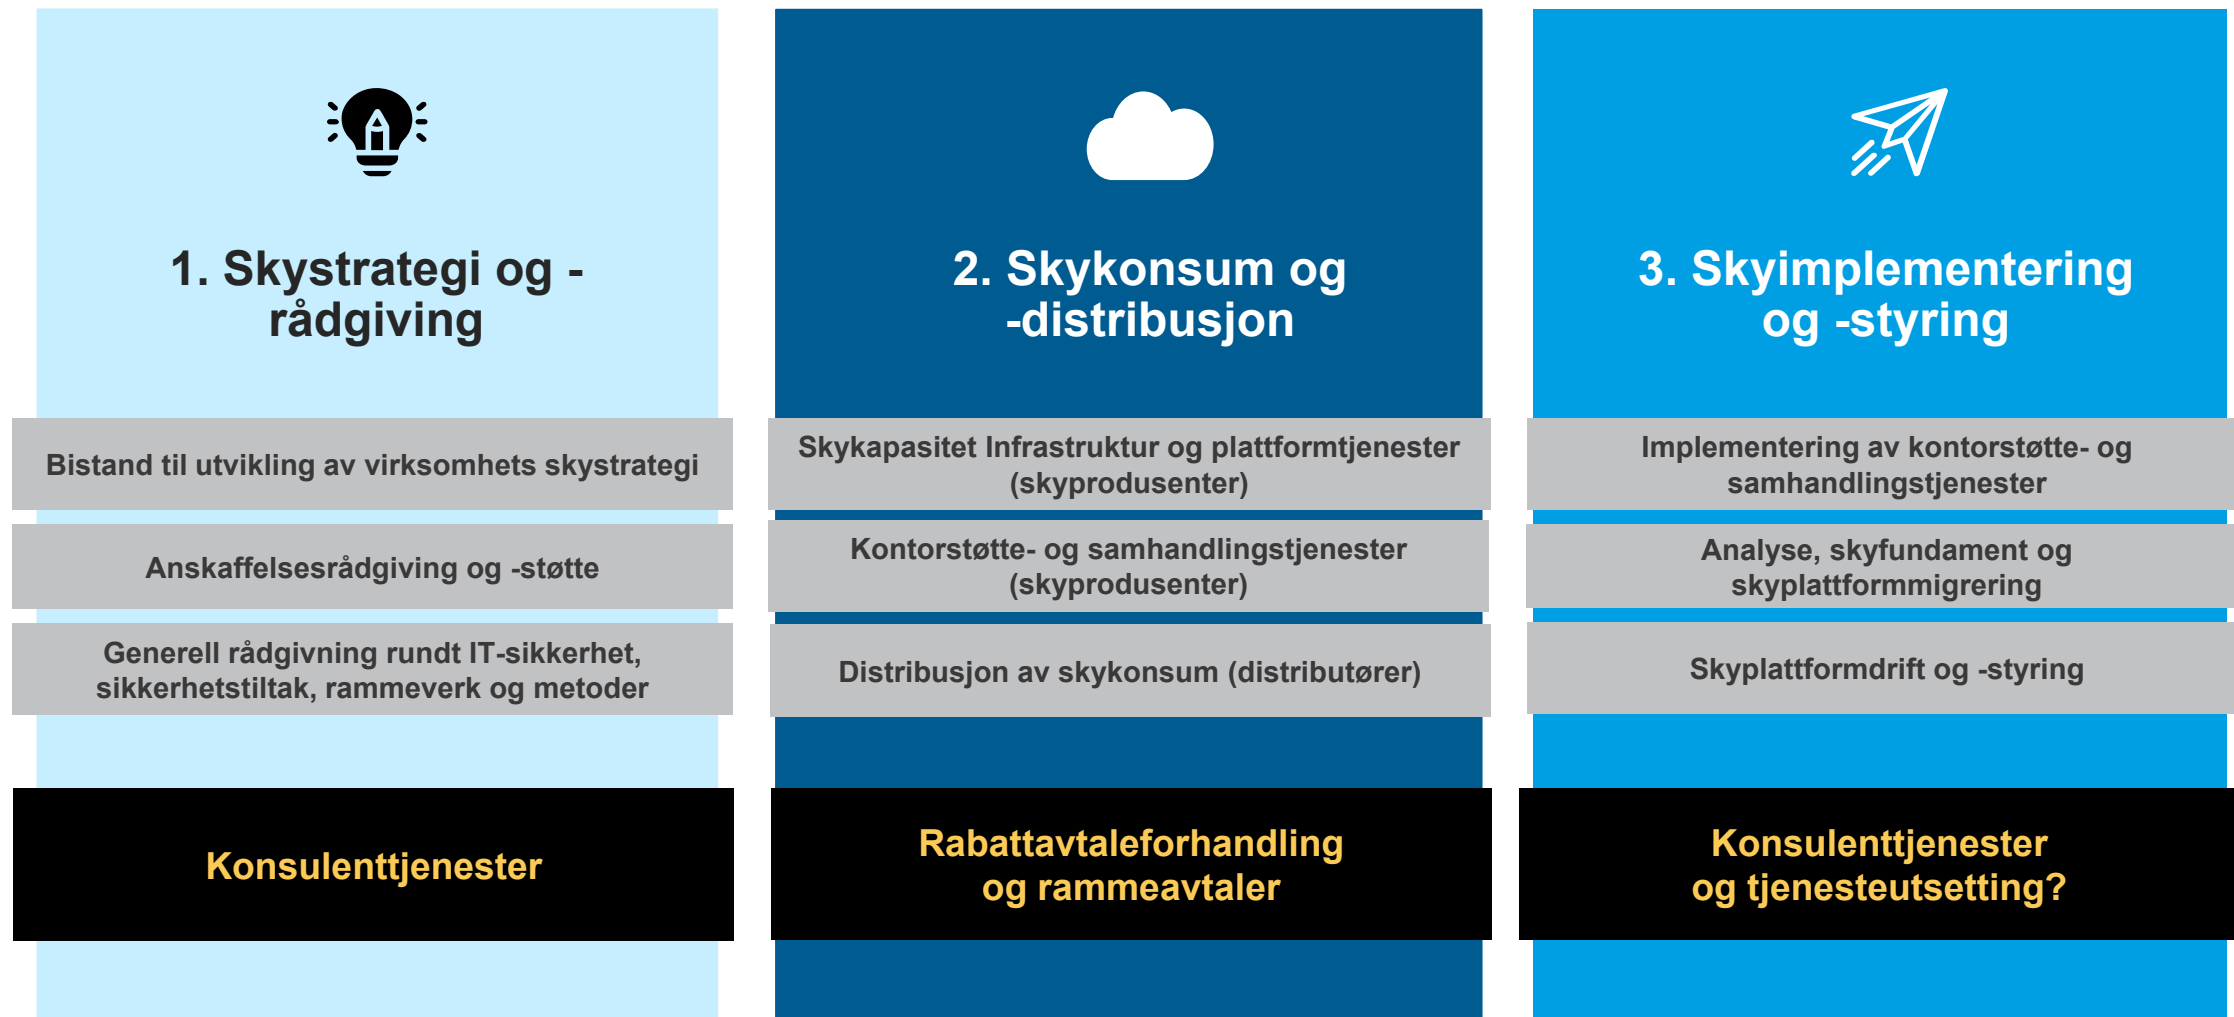 1. Skystrategi og -
rådgiving
Bistand til utvikling av virksomhets skystrategi
Anskaffelsesrådgiving og -støtte
Generell rådgivning rundt IT-sikkerhet,
sikkerhetstiltak, rammeverk og metoder
Konsulenttjenester
2. Skykonsum og
-distribusjon
Skykapasitet Infrastruktur og plattformtjenester
(skyprodusenter)
Kontorstøtte- og samhandlingstjenester
(skyprodusenter)
Distribusjon av skykonsum (distributører)
Rabattavtaleforhandling
og rammeavtaler
3. Skyimplementering
og -styring
Implementering av kontorstøtte- og
samhandlingstjenester
Analyse, skyfundament og
skyplattformmigrering
Skyplattformdrift og -styring
Konsulenttjenester
og tjenesteutsetting?